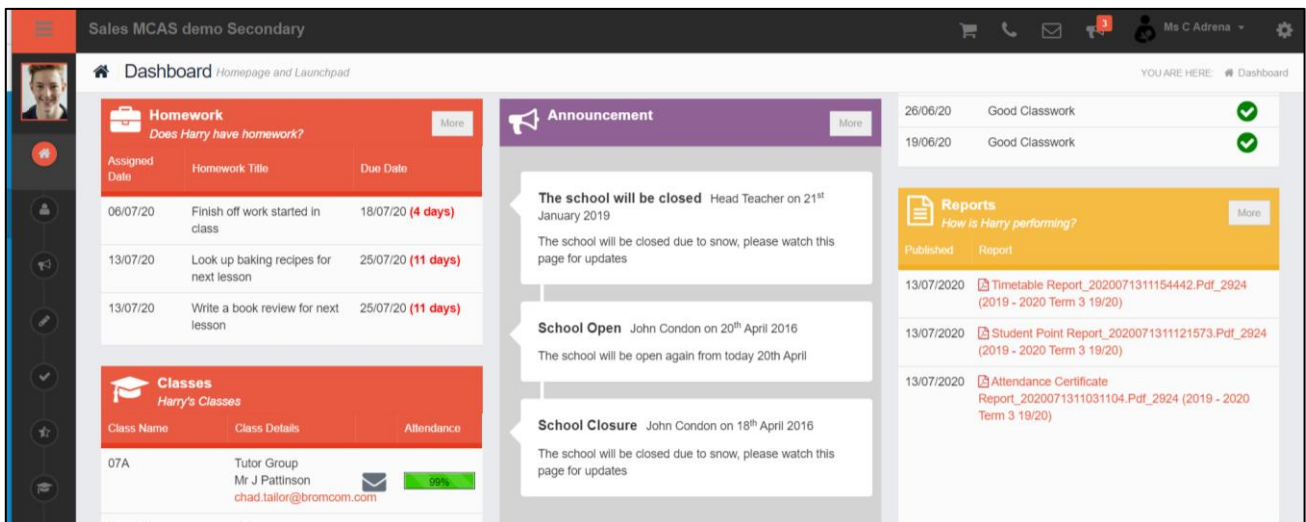 Sales MCAS demo Secondary
3
Ms C Adrena
Dashboard Homepage and Launchpad
YOU ARE HERE: Dashboard
Homework
Does Harry have homework?
More
Assigned Date Homework Title Due Date
06/07/20 Finish off work started in class 18/07/20 (4 days)
13/07/20 Look up baking recipes for next lesson 25/07/20 (11 days)
13/07/20 Write a book review for next lesson 25/07/20 (11 days)
Classes
Harry's Classes
Class Name Class Details Attendance
07A Tutor Group
Mr J Pattinson
chad.tailor@bromcom.com
99%
Announcement
More
The school will be closed Head Teacher on 21st
January 2019
The school will be closed due to snow, please watch this
page for updates
School Open John Condon on 20th April 2016
The school will be open again from today 20th April
School Closure John Condon on 18th April 2016
The school will be closed due to snow, please watch this
page for updates
26/06/20 Good Classwork
19/06/20 Good Classwork
Reports
How is Harry performing?
More
Published Report
13/07/2020 Timetable Report_2020071311154442.Pdf_2924
(2019 - 2020 Term 3 19/20)
13/07/2020 Student Point Report_2020071311121573.Pdf_2924
(2019 - 2020 Term 3 19/20)
13/07/2020 Attendance Certificate
Report_2020071311031104.Pdf_2924 (2019 - 2020
Term 3 19/20)